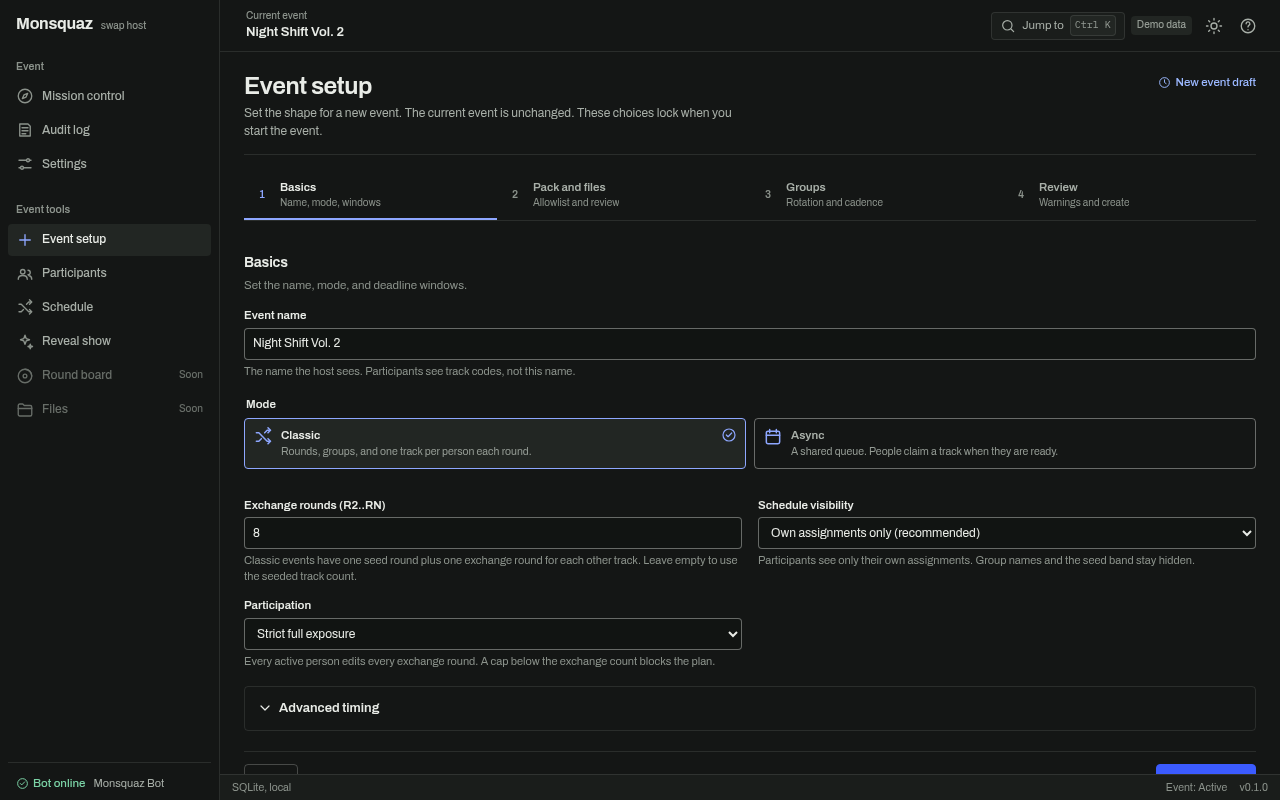 Monsquaz swap host
Event
Mission control
Audit log
Settings
Event tools
Event setup
Participants
Schedule
Reveal show
Round board Soon
Files Soon
Bot online Monsquaz Bot
Current event
Night Shift Vol. 2
Jump to Ctrl K
Demo data
Event setup
New event draft
Set the shape for a new event. The current event is unchanged. These choices lock when you
start the event.
1 Basics
Name, mode, windows
2 Pack and files
Allowlist and review
3 Groups
Rotation and cadence
4 Review
Warnings and create
Basics
Set the name, mode, and deadline windows.
Event name
Night Shift Vol. 2
The name the host sees. Participants see track codes, not this name.
Mode
Classic
Rounds, groups, and one track per person each round.
Async
A shared queue. People claim a track when they are ready.
Exchange rounds (R2..RN)
8
Classic events have one seed round plus one exchange round for each other track. Leave empty to use
the seeded track count.
Schedule visibility
Own assignments only (recommended)
Participants see only their own assignments. Group names and the seed band stay hidden.
Participation
Strict full exposure
Every active person edits every exchange round. A cap below the exchange count blocks the plan.
Advanced timing
SQLite, local
Event: Active v0.1.0